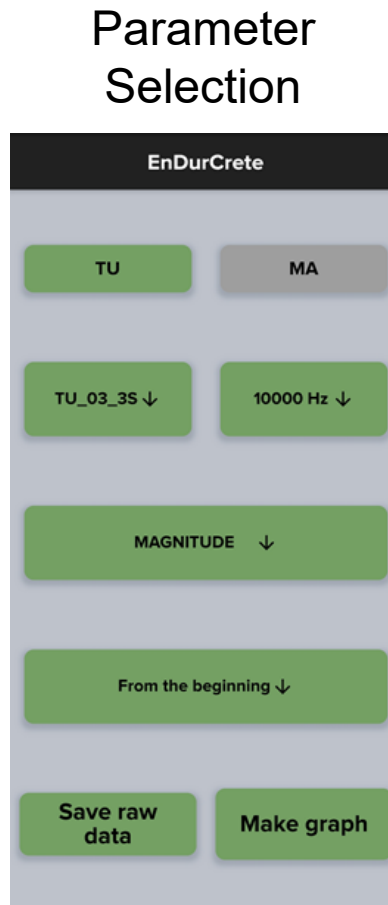 Parameter
Selection
EnDurCrete
TU MA
TU_03_3S ↓ 10000 Hz ↓
MAGNITUDE ↓
From the beginning ↓
Save raw
data
Make graph